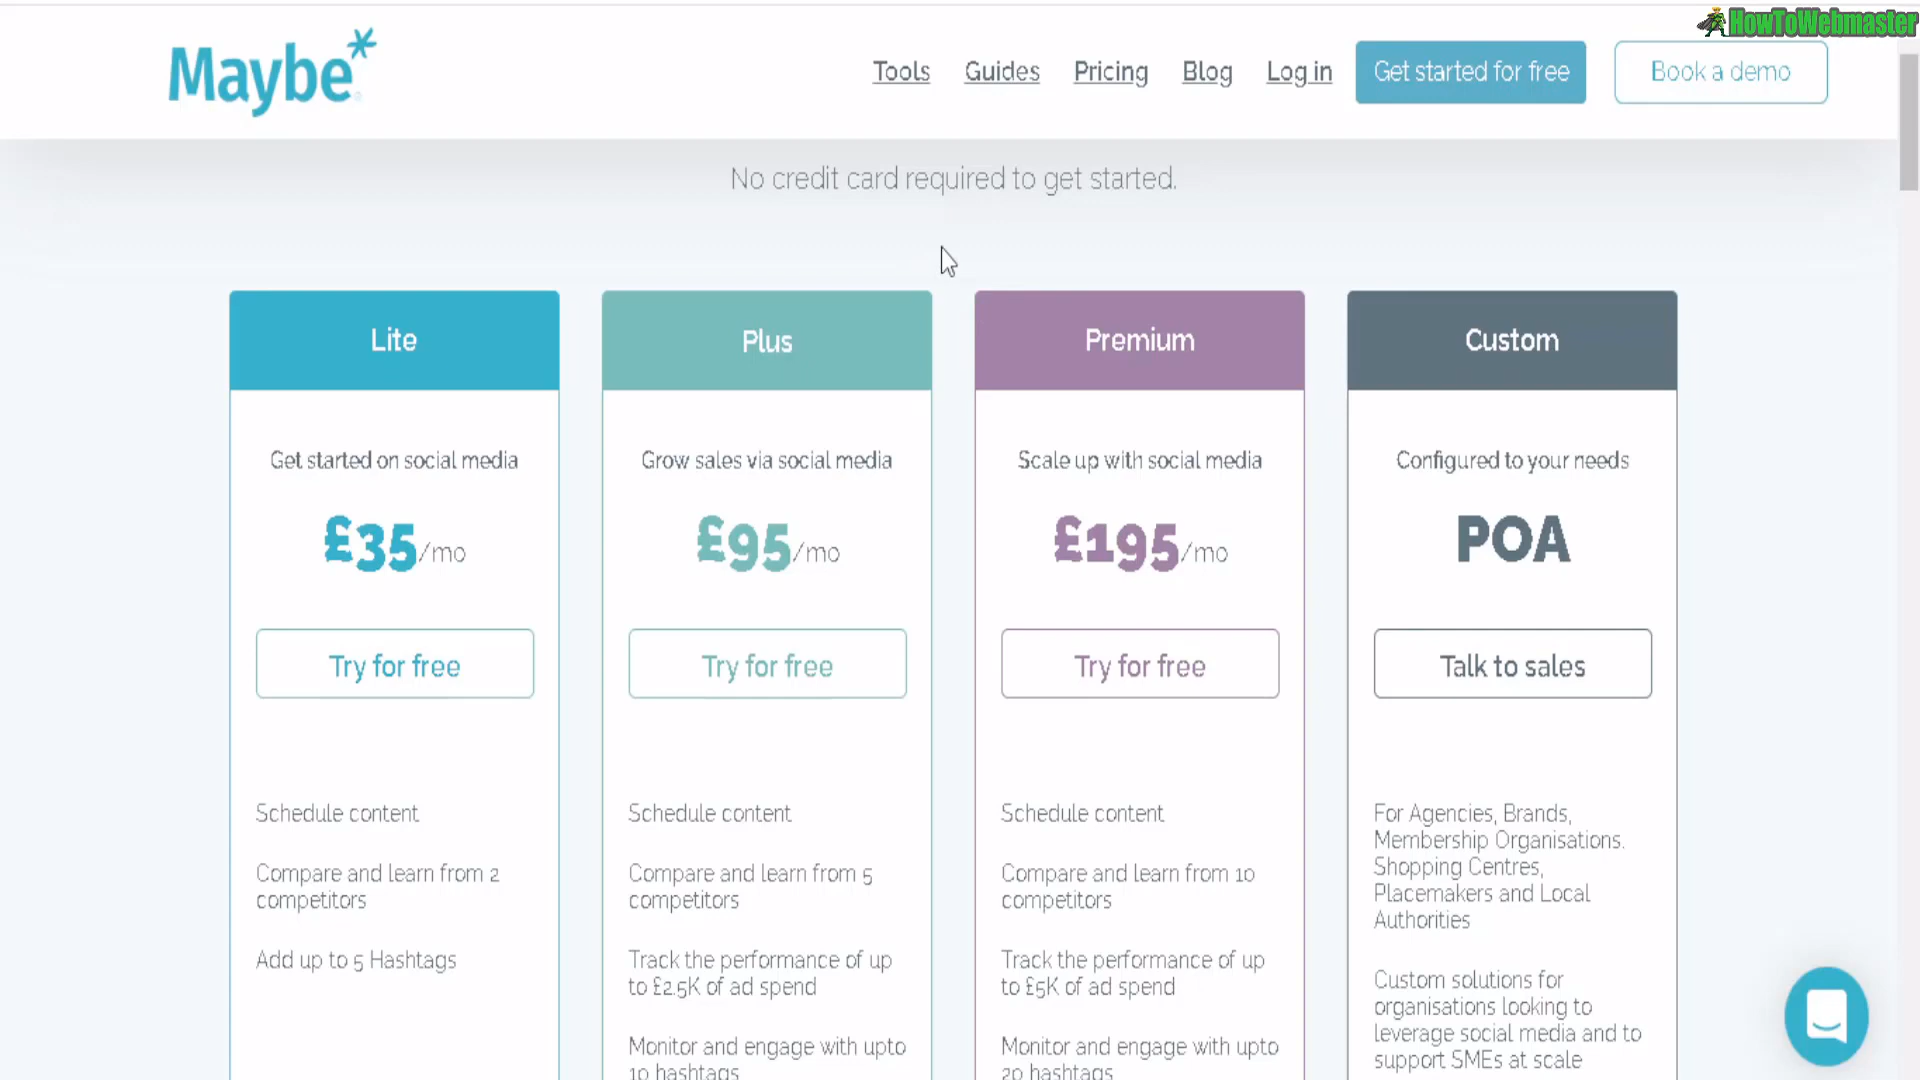 HowToWebmaster
Maybe*
Tools Guides Pricing Blog Log in Get started for free Book a demo
No credit card required to get started.
Lite
Get started on social media
£35/mo
Try for free
Schedule content
Compare and learn from 2
competitors
Add up to 5 Hashtags
Plus
Grow sales via social media
£95/mo
Try for free
Schedule content
Compare and learn from 5
competitors
Track the performance of up
to £2.5K of ad spend
Monitor and engage with upto
10 hashtags
Premium
Scale up with social media
£195/mo
Try for free
Schedule content
Compare and learn from 10
competitors
Track the performance of up
to £5K of ad spend
Monitor and engage with upto
20 hashtags
Custom
Configured to your needs
POA
Talk to sales
For Agencies, Brands,
Membership Organisations.
Shopping Centres,
Placemakers and Local
Authorities
Custom solutions for
organisations looking to
leverage social media and to
support SMEs at scale